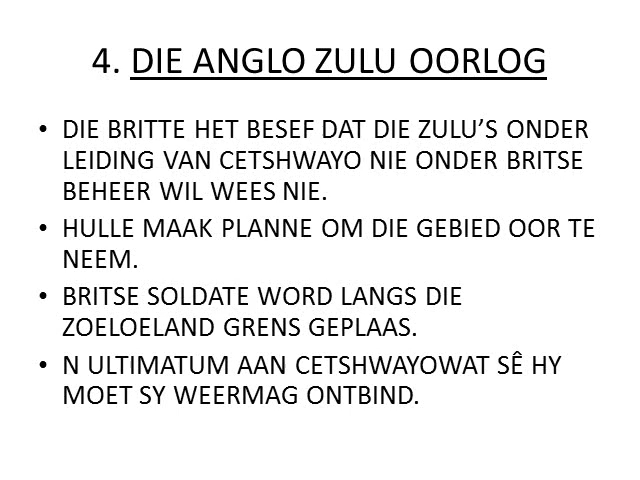 4. DIE ANGLO ZULU OORLOG
• DIE BRITTE HET BESEF DAT DIE ZULU’S ONDER
LEIDING VAN CETSHWAYO NIE ONDER BRITSE
BEHEER WIL WEES NIE.
• HULLE MAAK PLANNE OM DIE GEBIED OOR TE
NEEM.
• BRITSE SOLDATE WORD LANGS DIE
ZOELOELAND GRENS GEPLAAS.
• N ULTIMATUM AAN CETSHWAYOWAT SÊ HY
MOET SY WEERMAG ONTBIND.